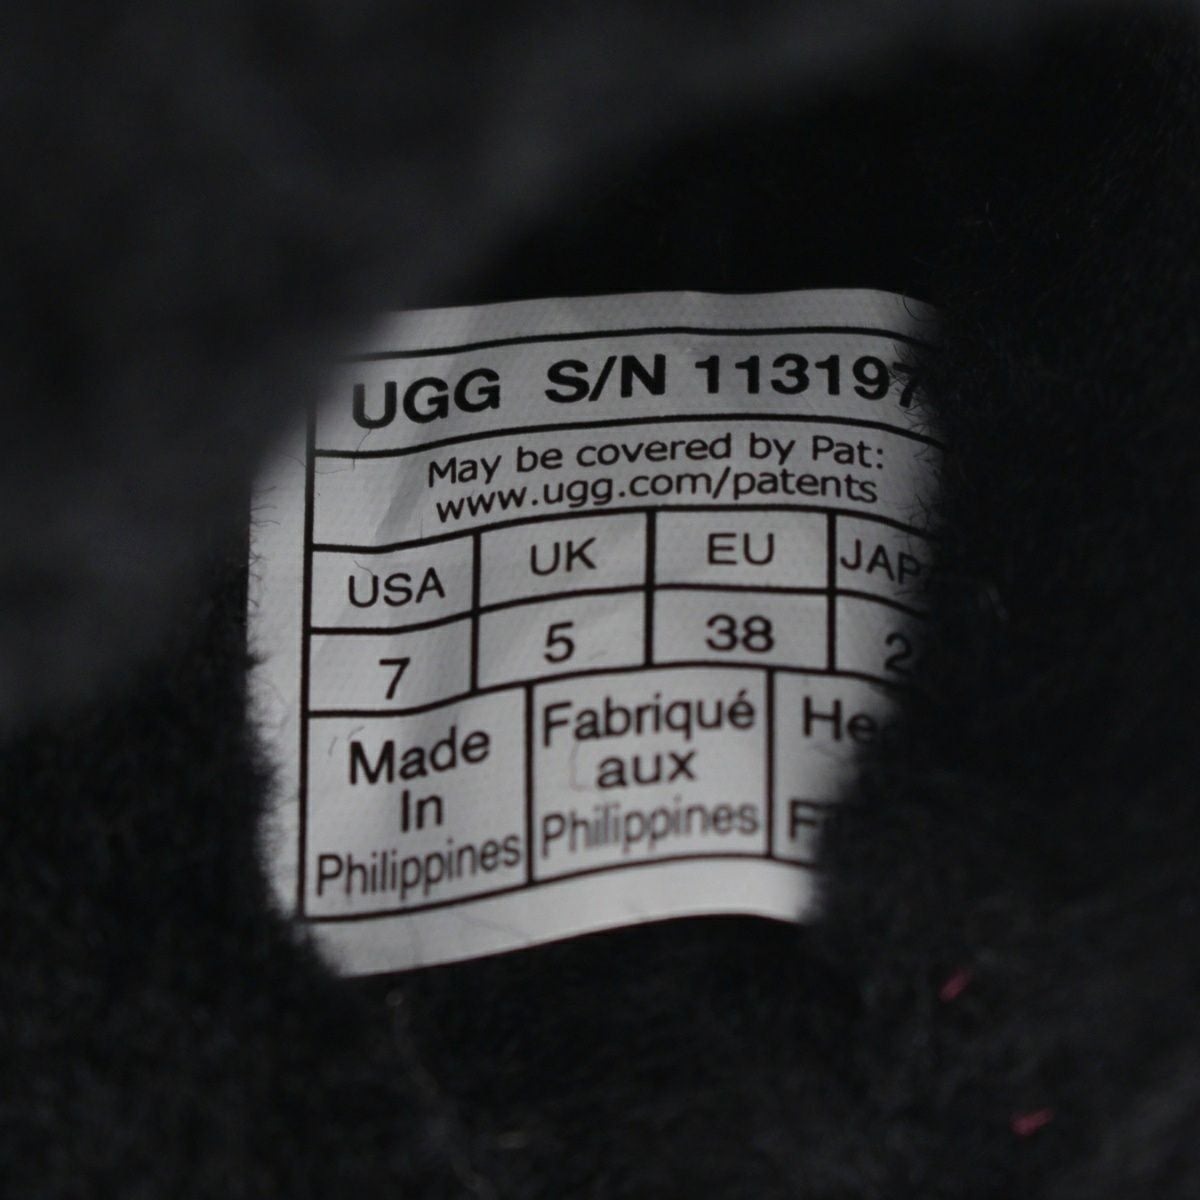 UGG S/N 113197
May be covered by Pat:
www.ugg.com/patents
USA UK EU JAP
7 5 38
Made
In
Philippines
Fabriqué
aux
Philippines